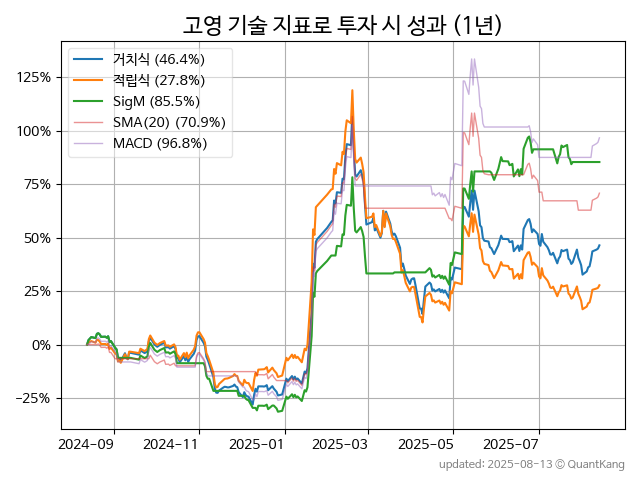 고영 기술 지표로 투자 시 성과 (1년)
거치식 (46.4%)
적립식 (27.8%)
SigM (85.5%)
SMA(20) (70.9%)
MACD (96.8%)
125%
100%
75%
50%
25%
0%
−25%
2024-09 2024-11 2025-01 2025-03 2025-05 2025-07
updated: 2025-08-13 © QuantKang